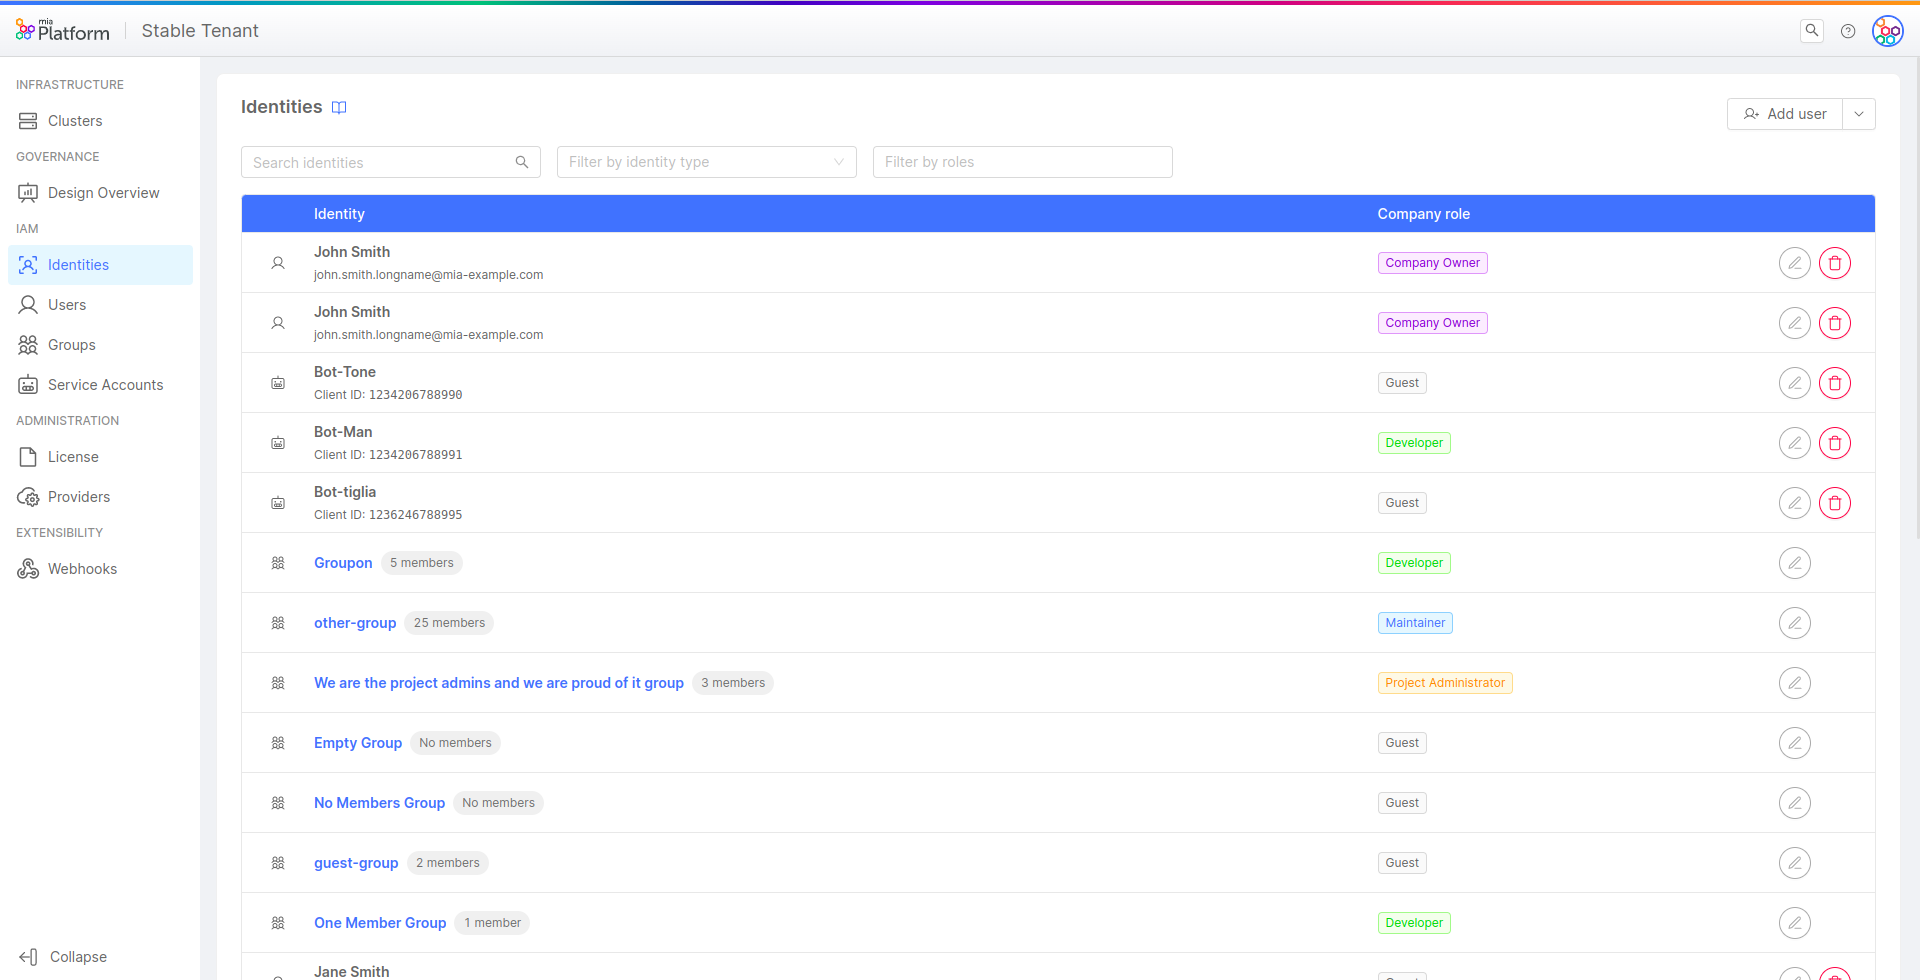 mia
Platform
Stable Tenant
INFRASTRUCTURE
Clusters
GOVERNANCE
Design Overview
IAM
Identities
Users
Groups
Service Accounts
ADMINISTRATION
License
Providers
EXTENSIBILITY
Webhooks
Collapse
Identities
Add user
Search identities
Filter by identity type
Filter by roles
Identity Company role
John Smith
john.smith.longname@mia-example.com
Company Owner
John Smith
john.smith.longname@mia-example.com
Company Owner
Bot-Tone
Client ID: 1234206788990
Guest
Bot-Man
Client ID: 1234206788991
Developer
Bot-tiglia
Client ID: 1236246788995
Guest
Groupon 5 members Developer
other-group 25 members Maintainer
We are the project admins and we are proud of it group 3 members Project Administrator
Empty Group No members Guest
No Members Group No members Guest
guest-group 2 members Guest
One Member Group 1 member Developer
Jane Smith